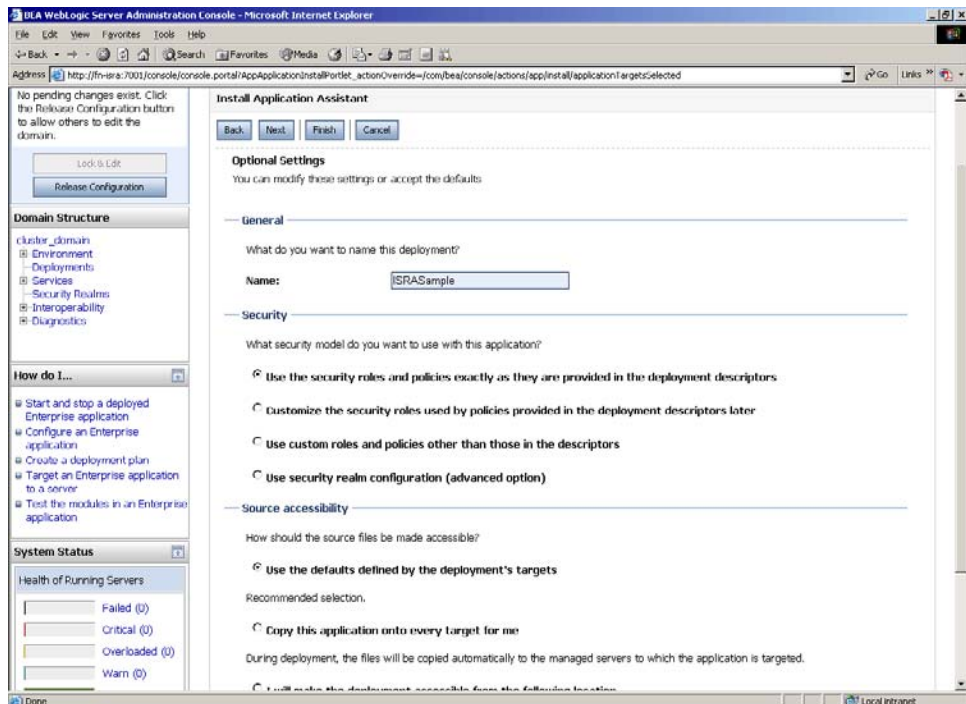 BEA WebLogic Server Administration Console - Microsoft Internet Explorer
File Edit View Favorites Tools Help
Back Search Favorites Media
Address http://fn-isra:7001/console/console.portal?AppApplicationInstallPortlet_actionOverride=/com/bea/console/actions/app/install/applicationTargetsSelected Go Links »
No pending changes exist. Click
the Release Configuration button
to allow others to edit the
domain.
Lock & Edit
Release Configuration
Domain Structure
cluster_domain
Environment
Deployments
Services
Security Realms
Interoperability
Diagnostics
How do I...
Start and stop a deployed
Enterprise application
Configure an Enterprise
application
Create a deployment plan
Target an Enterprise application
to a server
Test the modules in an Enterprise
application
System Status
Health of Running Servers
Failed (0)
Critical (0)
Overloaded (0)
Warn (0)
Install Application Assistant
Back Next Finish Cancel
Optional Settings
You can modify these settings or accept the defaults
General
What do you want to name this deployment?
Name: ISRASample
Security
What security model do you want to use with this application?
Use the security roles and policies exactly as they are provided in the deployment descriptors
Customize the security roles used by policies provided in the deployment descriptors later
Use custom roles and policies other than those in the descriptors
Use security realm configuration (advanced option)
Source accessibility
How should the source files be made accessible?
Use the defaults defined by the deployment's targets
Recommended selection.
Copy this application onto every target for me
During deployment, the files will be copied automatically to the managed servers to which the application is targeted.
I will make the deployment accessible from the following location
Done Local intranet